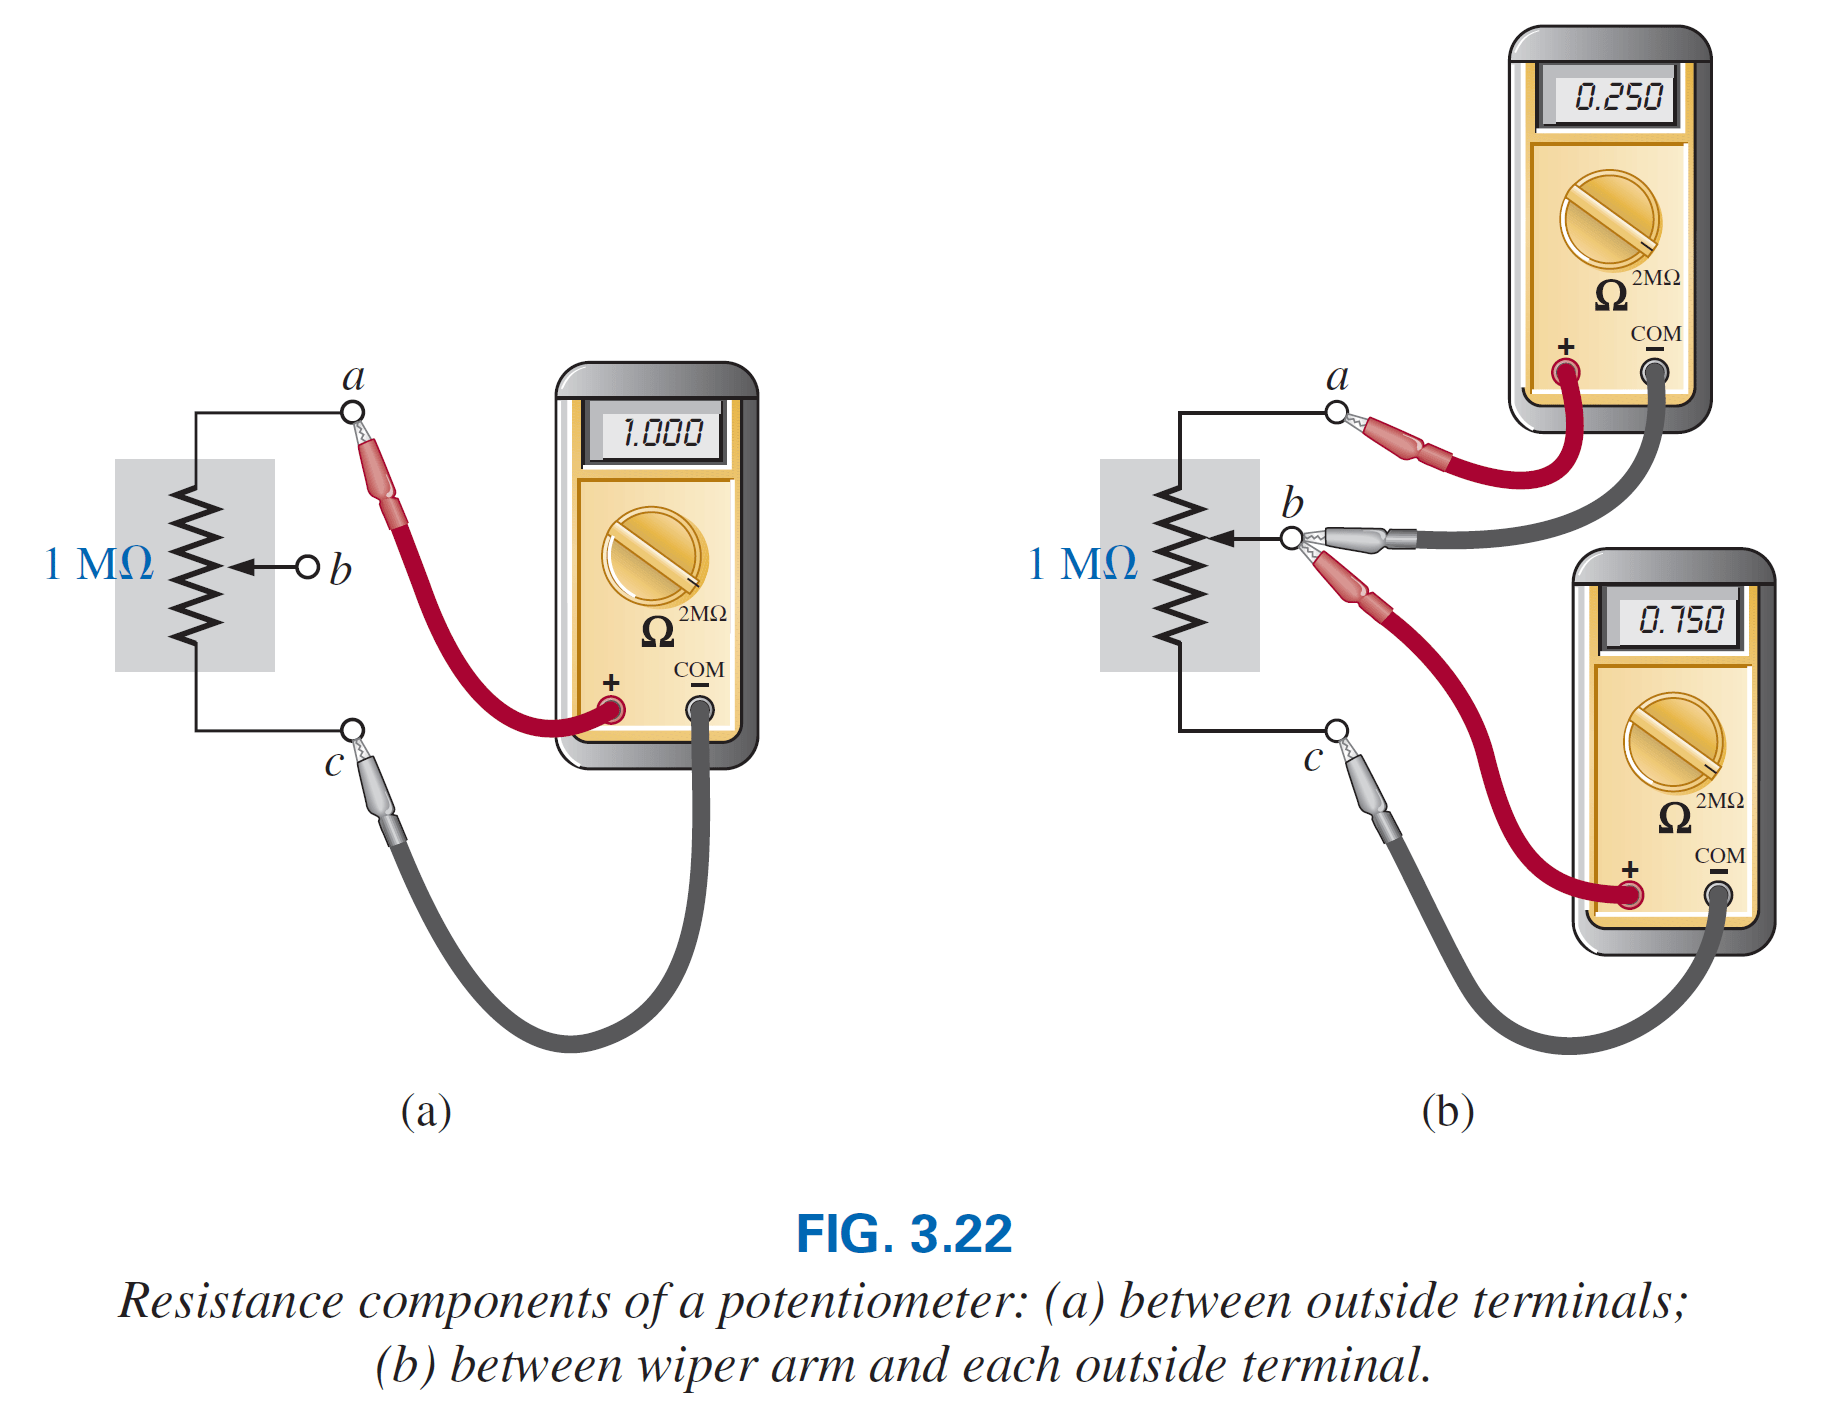 a
1.000
1 MΩ
b
2MΩ
Ω
COM
+
–
c
(a)
0.250
2MΩ
Ω
COM
+
–
a
b
1 MΩ
0.750
2MΩ
Ω
COM
+
–
c
(b)
FIG. 3.22
Resistance components of a potentiometer: (a) between outside terminals;
(b) between wiper arm and each outside terminal.